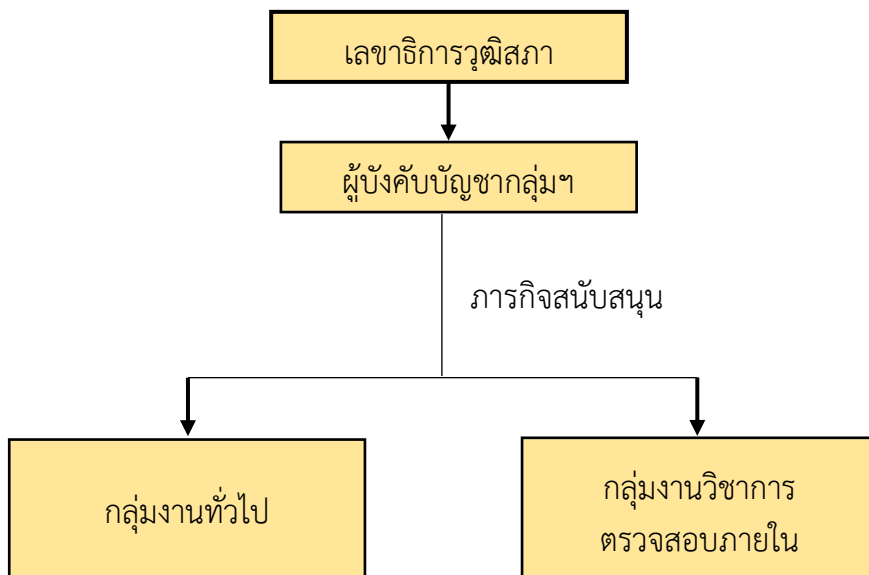 เลขาธิการวุฒิสภา
ผู้บังคับบัญชากลุ่มฯ
ภารกิจสนับสนุน
กลุ่มงานทั่วไป
กลุ่มงานวิชาการ
ตรวจสอบภายใน